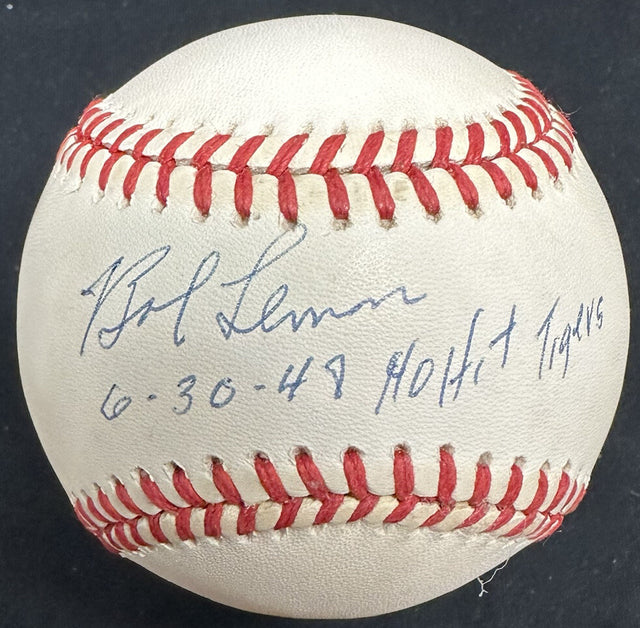 Bob Lemon
6-30-48 No Hit Tigers